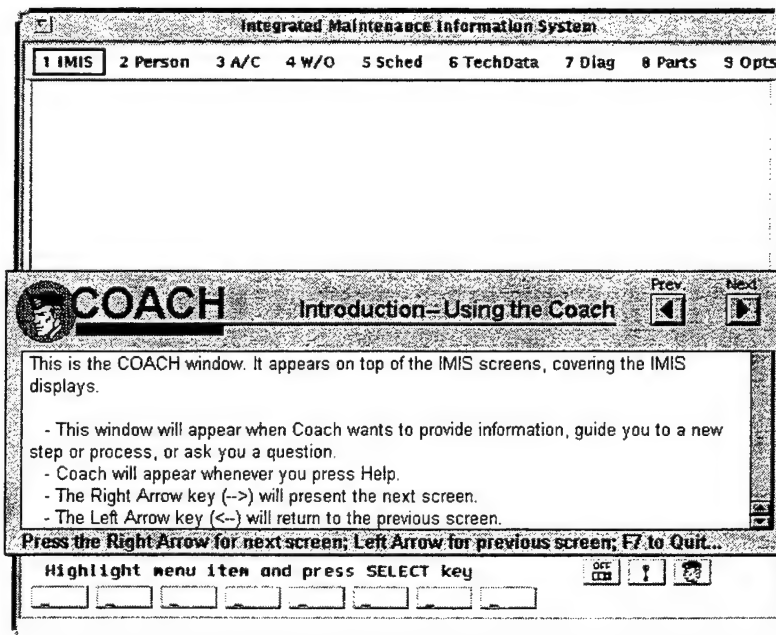 Integrated Maintenance Information System
1 IMIS 2 Person 3 A/C 4 W/O 5 Sched 6 TechData 7 Diag 8 Parts 9 Opts
COACH Introduction--Using the Coach Prev. Next
This is the COACH window. It appears on top of the IMIS screens, covering the IMIS
displays.
- This window will appear when Coach wants to provide information, guide you to a new
step or process, or ask you a question.
- Coach will appear whenever you press Help.
- The Right Arrow key (-->) will present the next screen.
- The Left Arrow key (<--) will return to the previous screen.
Press the Right Arrow for next screen; Left Arrow for previous screen; F7 to Quit...
Highlight menu item and press SELECT key OFF